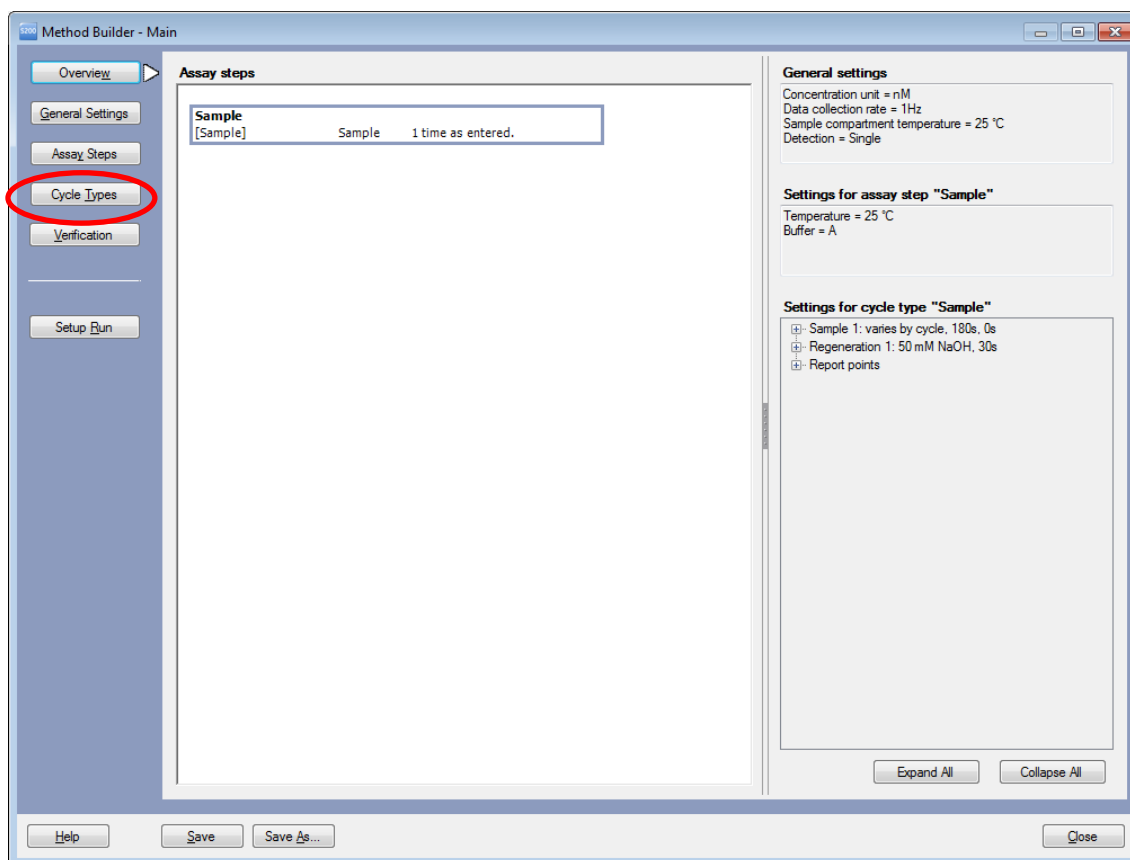 S200 Method Builder - Main
Overview
General Settings
Assay Steps
Cycle Types
Verification
Setup Run
Assay steps
Sample
[Sample] Sample 1 time as entered.
General settings
Concentration unit = nM
Data collection rate = 1Hz
Sample compartment temperature = 25 °C
Detection = Single
Settings for assay step "Sample"
Temperature = 25 °C
Buffer = A
Settings for cycle type "Sample"
Sample 1: varies by cycle, 180s, 0s
Regeneration 1: 50 mM NaOH, 30s
Report points
Expand All Collapse All
Help Save Save As... Close